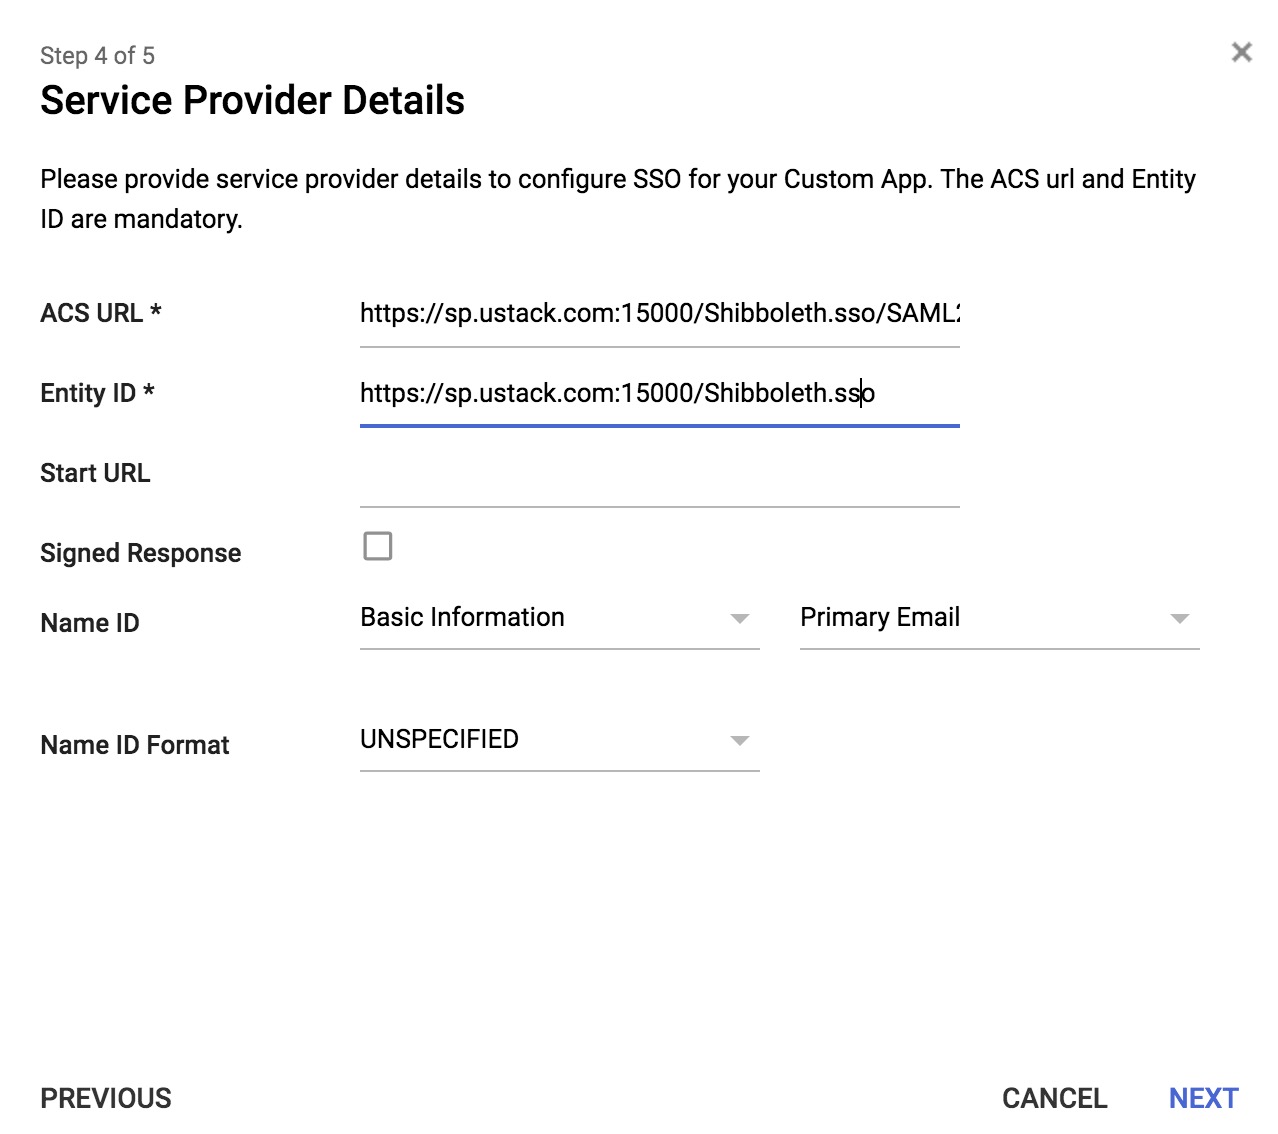 Step 4 of 5
Service Provider Details
Please provide service provider details to configure SSO for your Custom App. The ACS url and Entity
ID are mandatory.
ACS URL * https://sp.ustack.com:15000/Shibboleth.sso/SAML2
Entity ID * https://sp.ustack.com:15000/Shibboleth.sso
Start URL
Signed Response
Name ID Basic Information Primary Email
Name ID Format UNSPECIFIED
PREVIOUS CANCEL NEXT